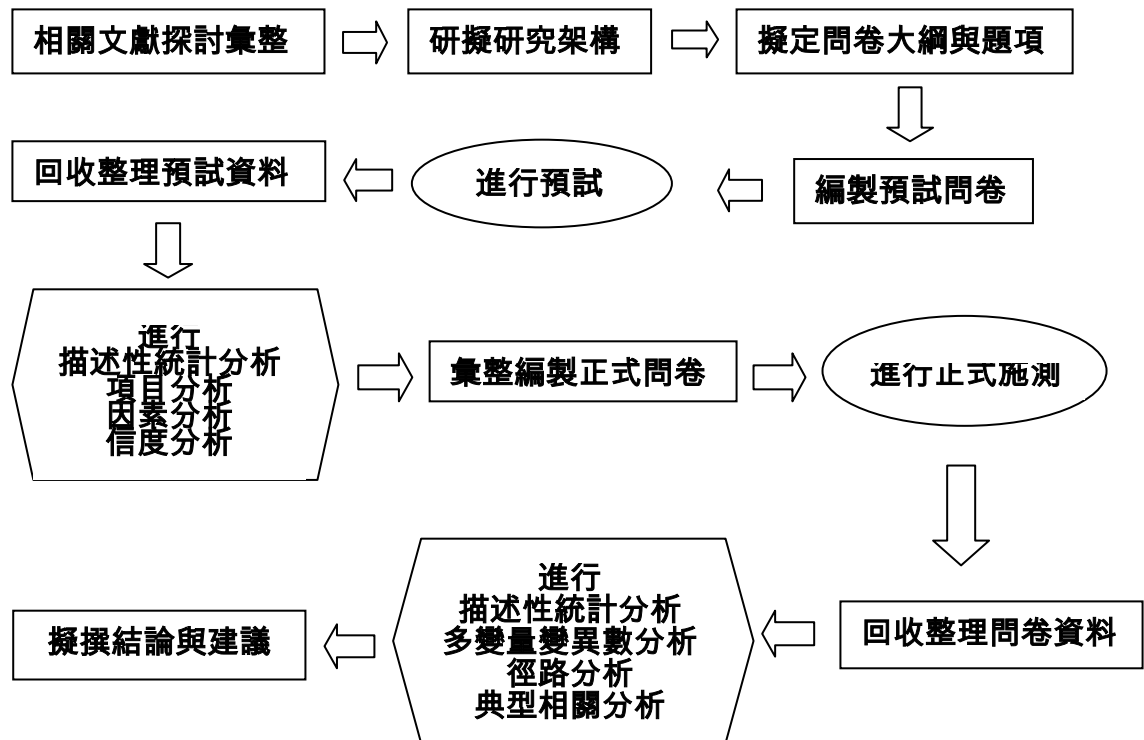 相關文獻探討彙整
研擬研究架構
擬定問卷大綱與題項
編製預試問卷
進行預試
回收整理預試資料
進行
描述性統計分析
項目分析
因素分析
信度分析
彙整編製正式問卷
進行正式施測
回收整理問卷資料
進行
描述性統計分析
多變量變異數分析
徑路分析
典型相關分析
擬撰結論與建議